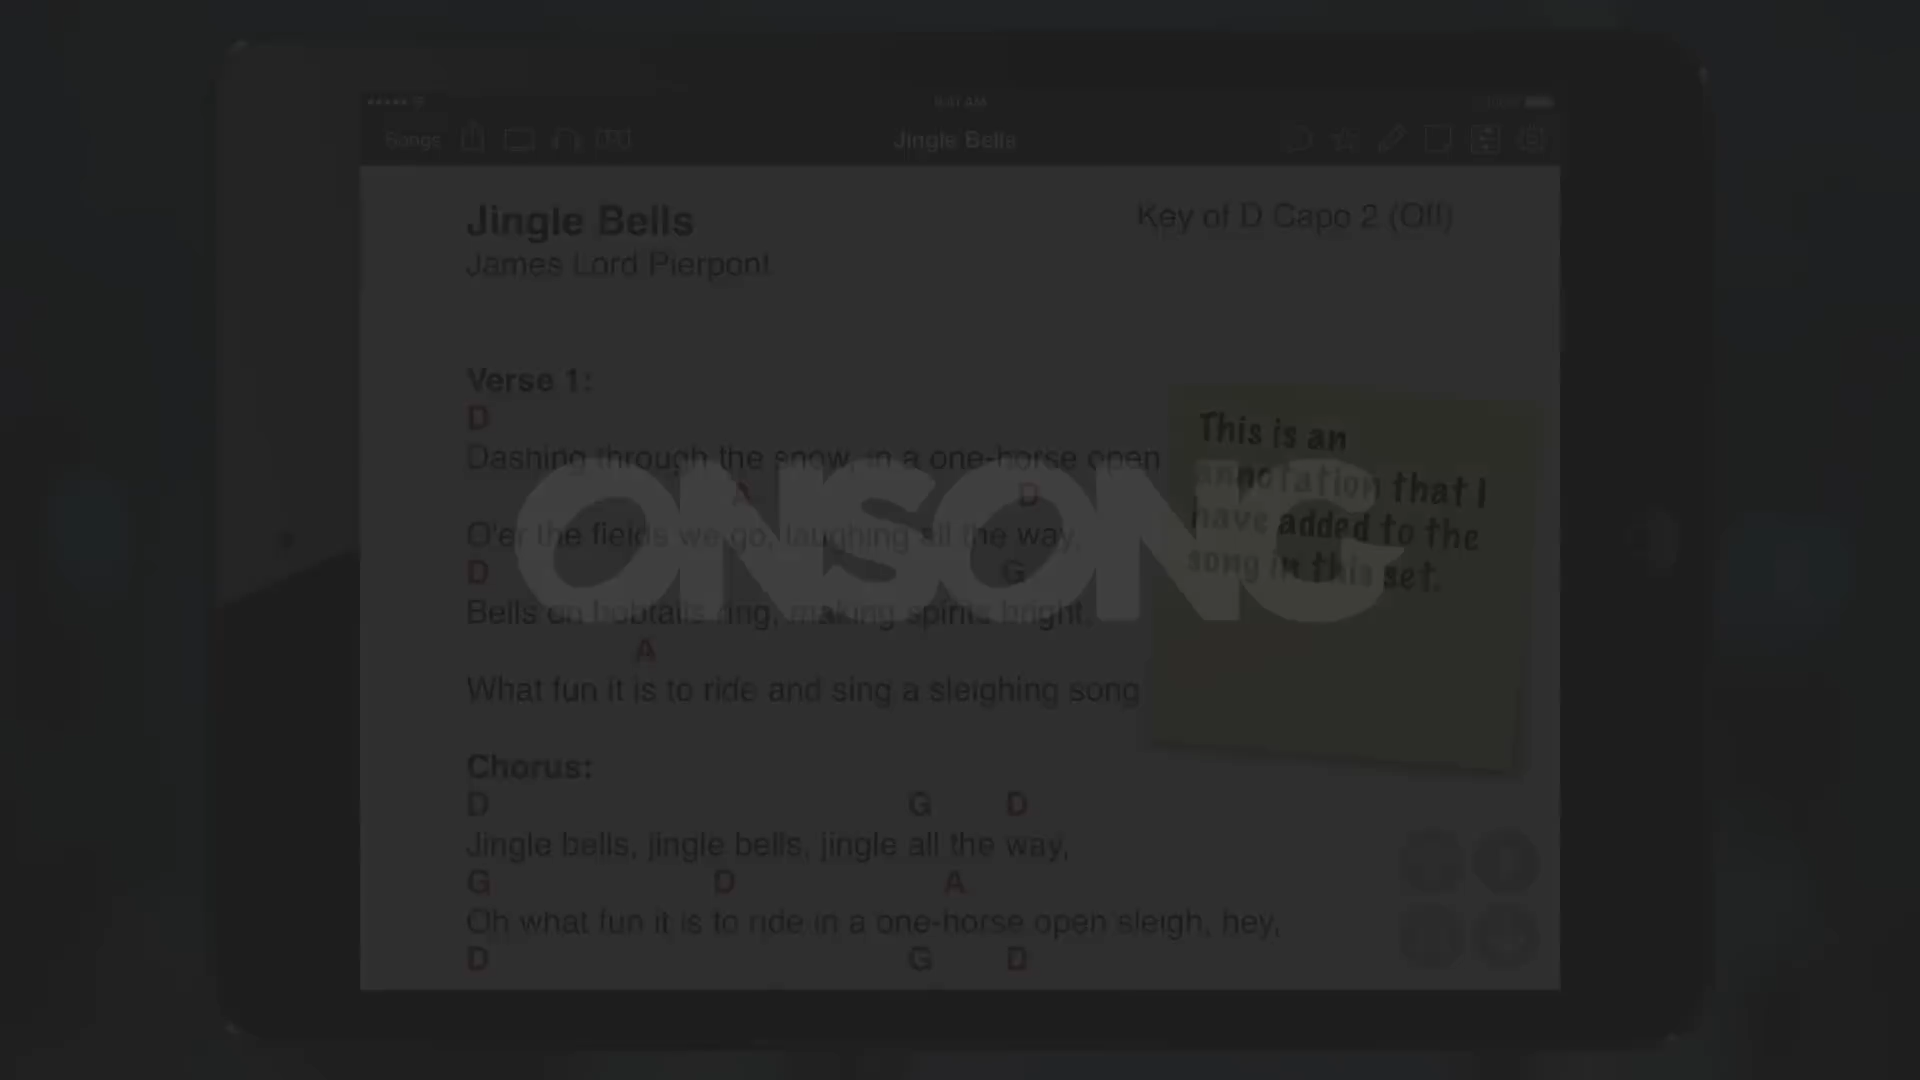 9:41 AM
Songs
Jingle Bells
Jingle Bells
Key of D Capo 2 (Off)
James Lord Pierpont
Verse 1:
D
Dashing through the snow, in a one-horse open
A D
O'er the fields we go, laughing all the way,
D G
Bells on bobtails ring, making spirits bright.
A
What fun it is to ride and sing a sleighing song
This is an
annotation that I
have added to the
song in this set.
ONSONG
Chorus:
D G D
Jingle bells, jingle bells, jingle all the way,
G D A
Oh what fun it is to ride in a one-horse open sleigh, hey,
D G D